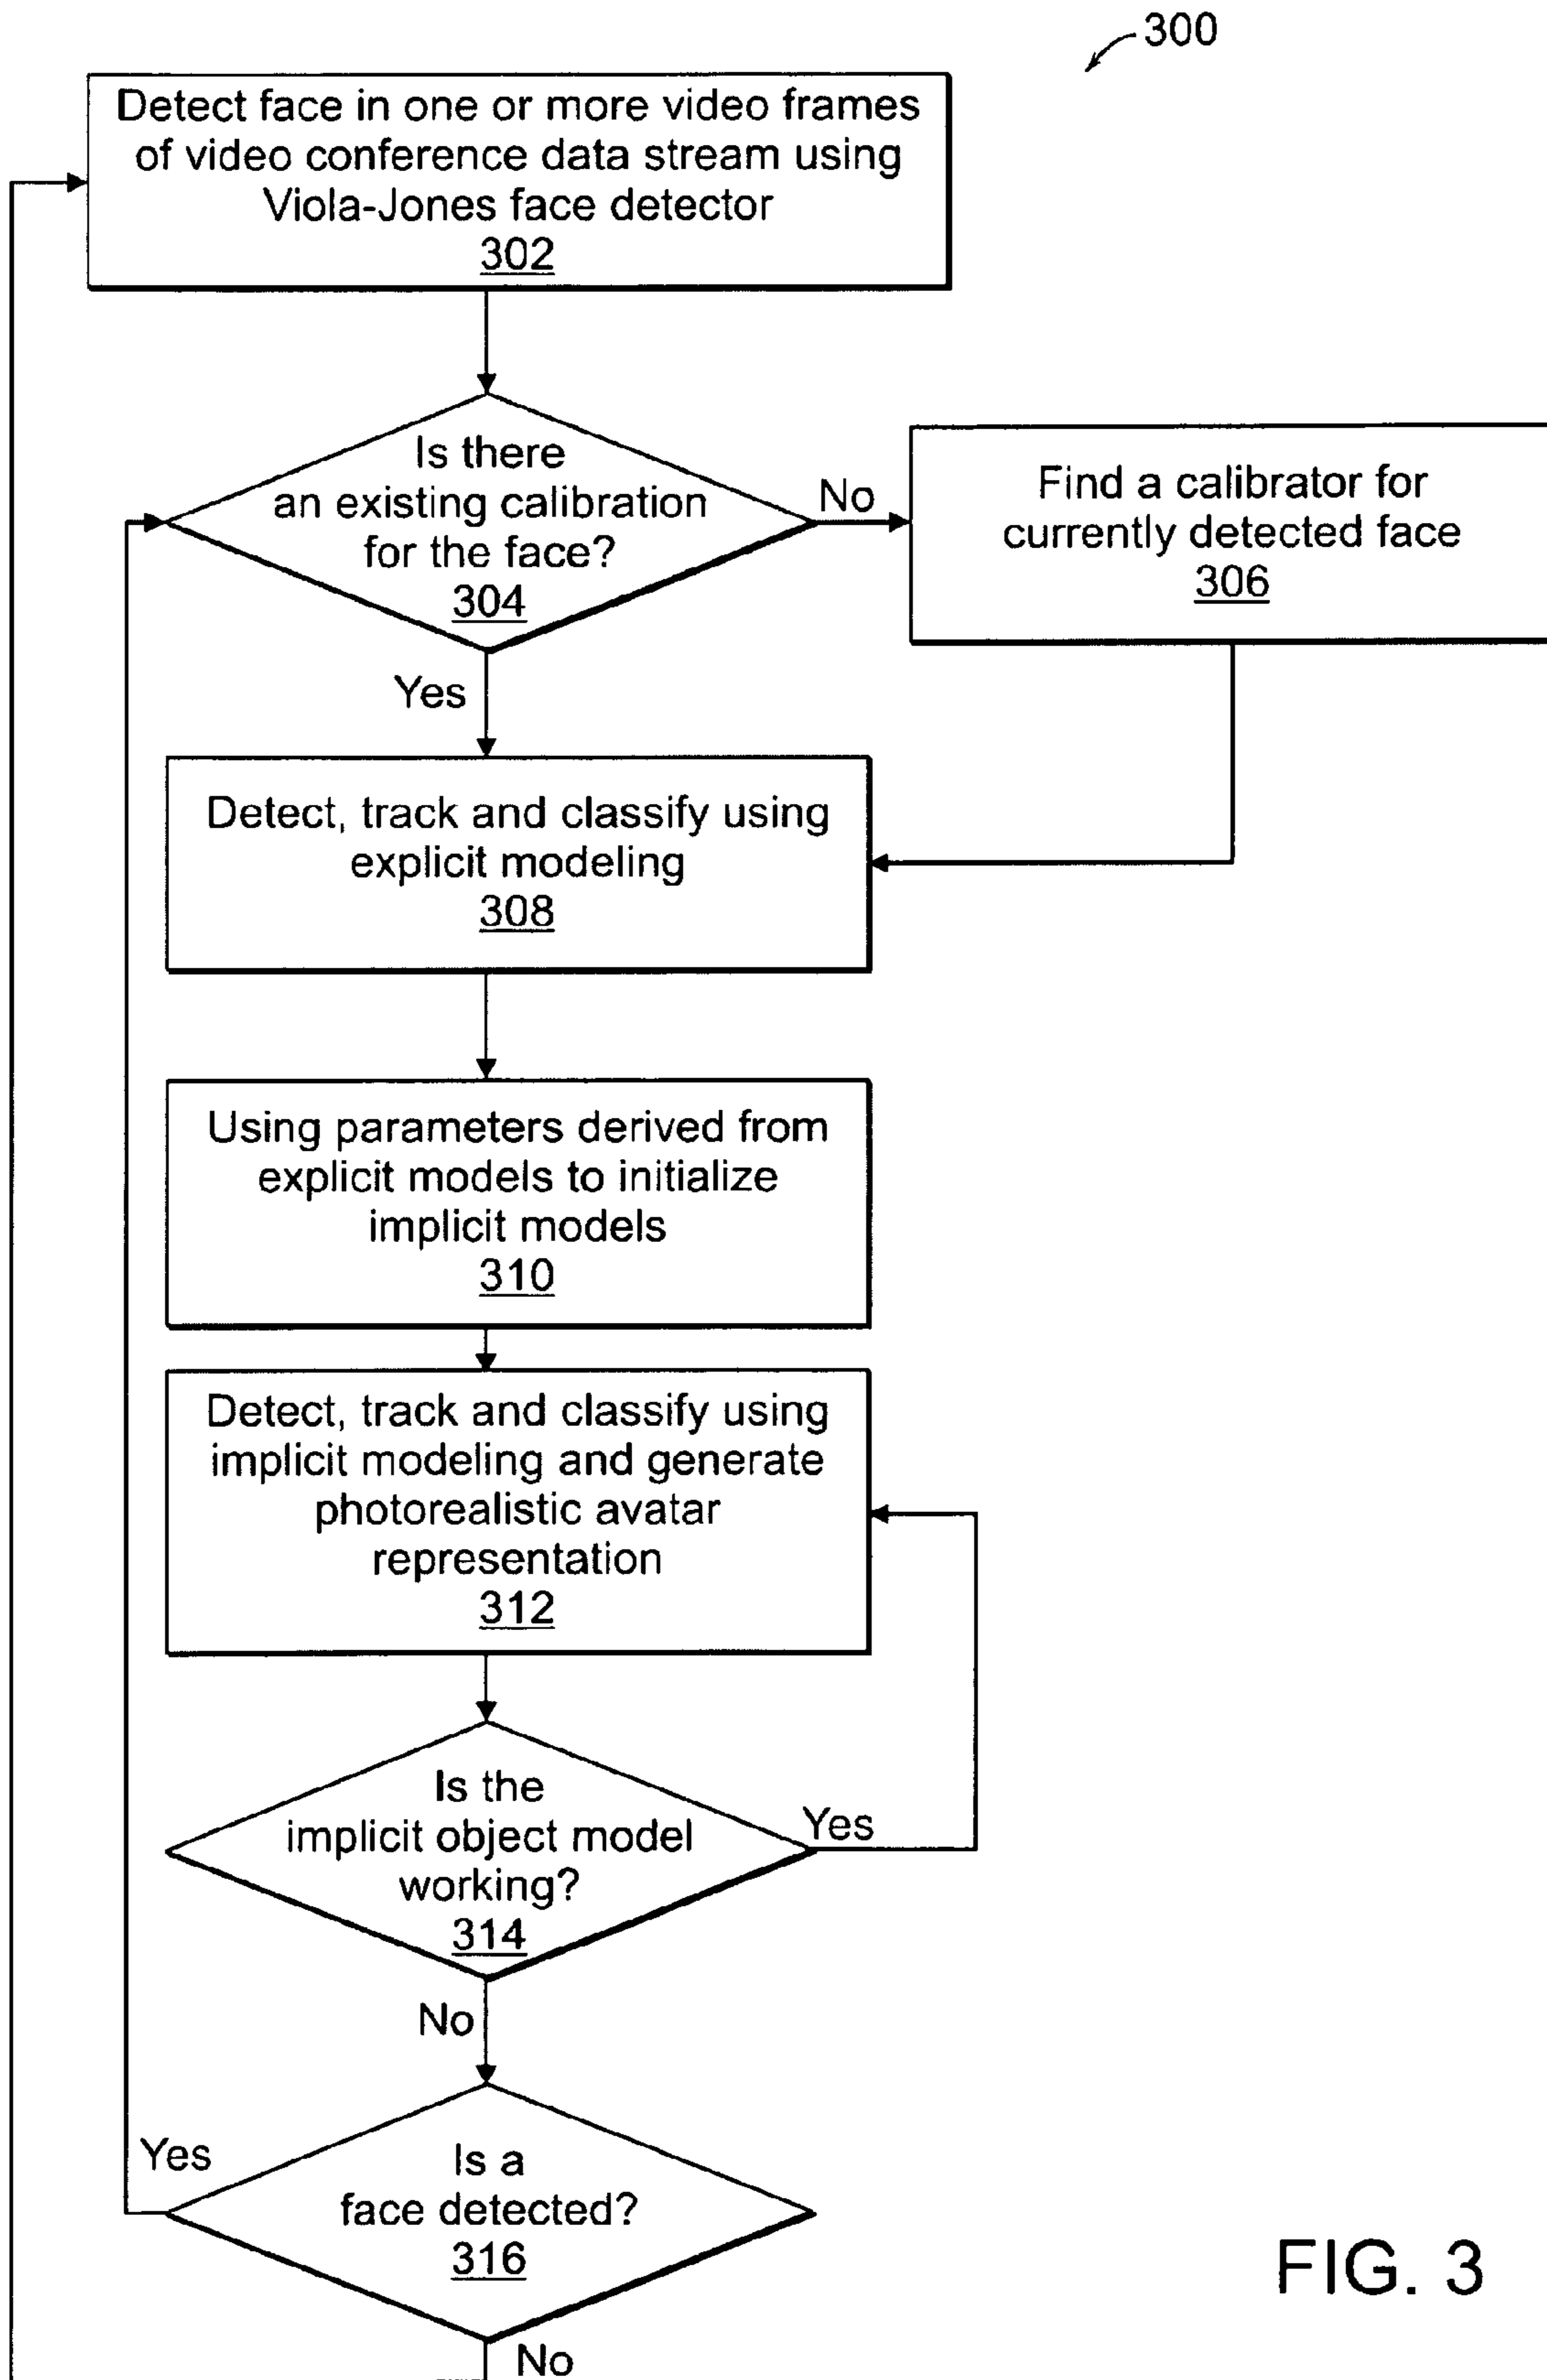 300
Detect face in one or more video frames
of video conference data stream using
Viola-Jones face detector
302
Is there
an existing calibration
for the face?
304
No
Find a calibrator for
currently detected face
306
Yes
Detect, track and classify using
explicit modeling
308
Using parameters derived from
explicit models to initialize
implicit models
310
Detect, track and classify using
implicit modeling and generate
photorealistic avatar
representation
312
Is the
implicit object model
working?
314
Yes
No
Yes
Is a
face detected?
316
No
FIG. 3